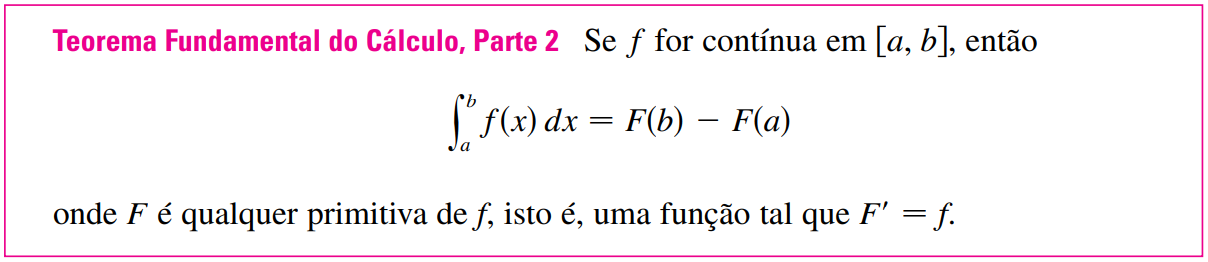 Teorema Fundamental do Cálculo, Parte 2 Se f for contínua em [a, b], então
∫ₐᵇ f(x) dx = F(b) − F(a)
onde F é qualquer primitiva de f, isto é, uma função tal que F′ = f.